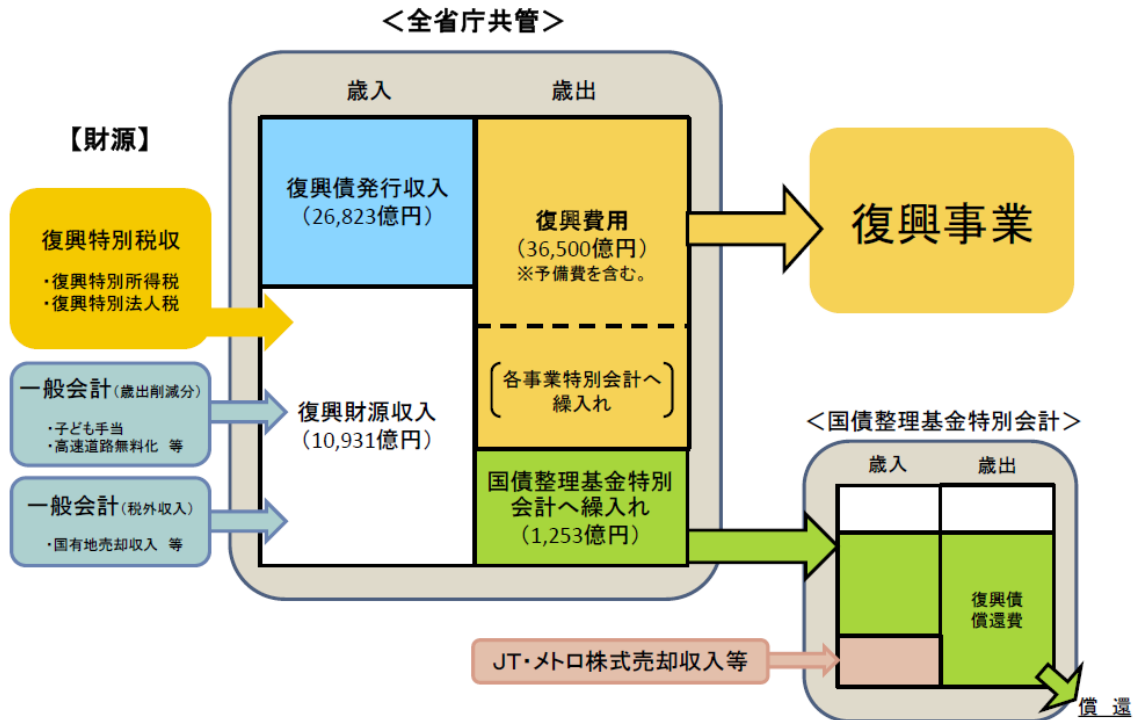 ＜全省庁共管＞
歳入
歳出
【財源】
復興特別税収
・復興特別所得税
・復興特別法人税
一般会計(歳出削減分)
・子ども手当
・高速道路無料化 等
一般会計(税外収入)
・国有地売却収入 等
復興債発行収入
(26,823億円)
復興財源収入
(10,931億円)
復興費用
(36,500億円)
※予備費を含む。
各事業特別会計へ
繰入れ
国債整理基金特別
会計へ繰入れ
(1,253億円)
復興事業
＜国債整理基金特別会計＞
歳入
歳出
復興債
償還費
JT・メトロ株式売却収入等
償 還